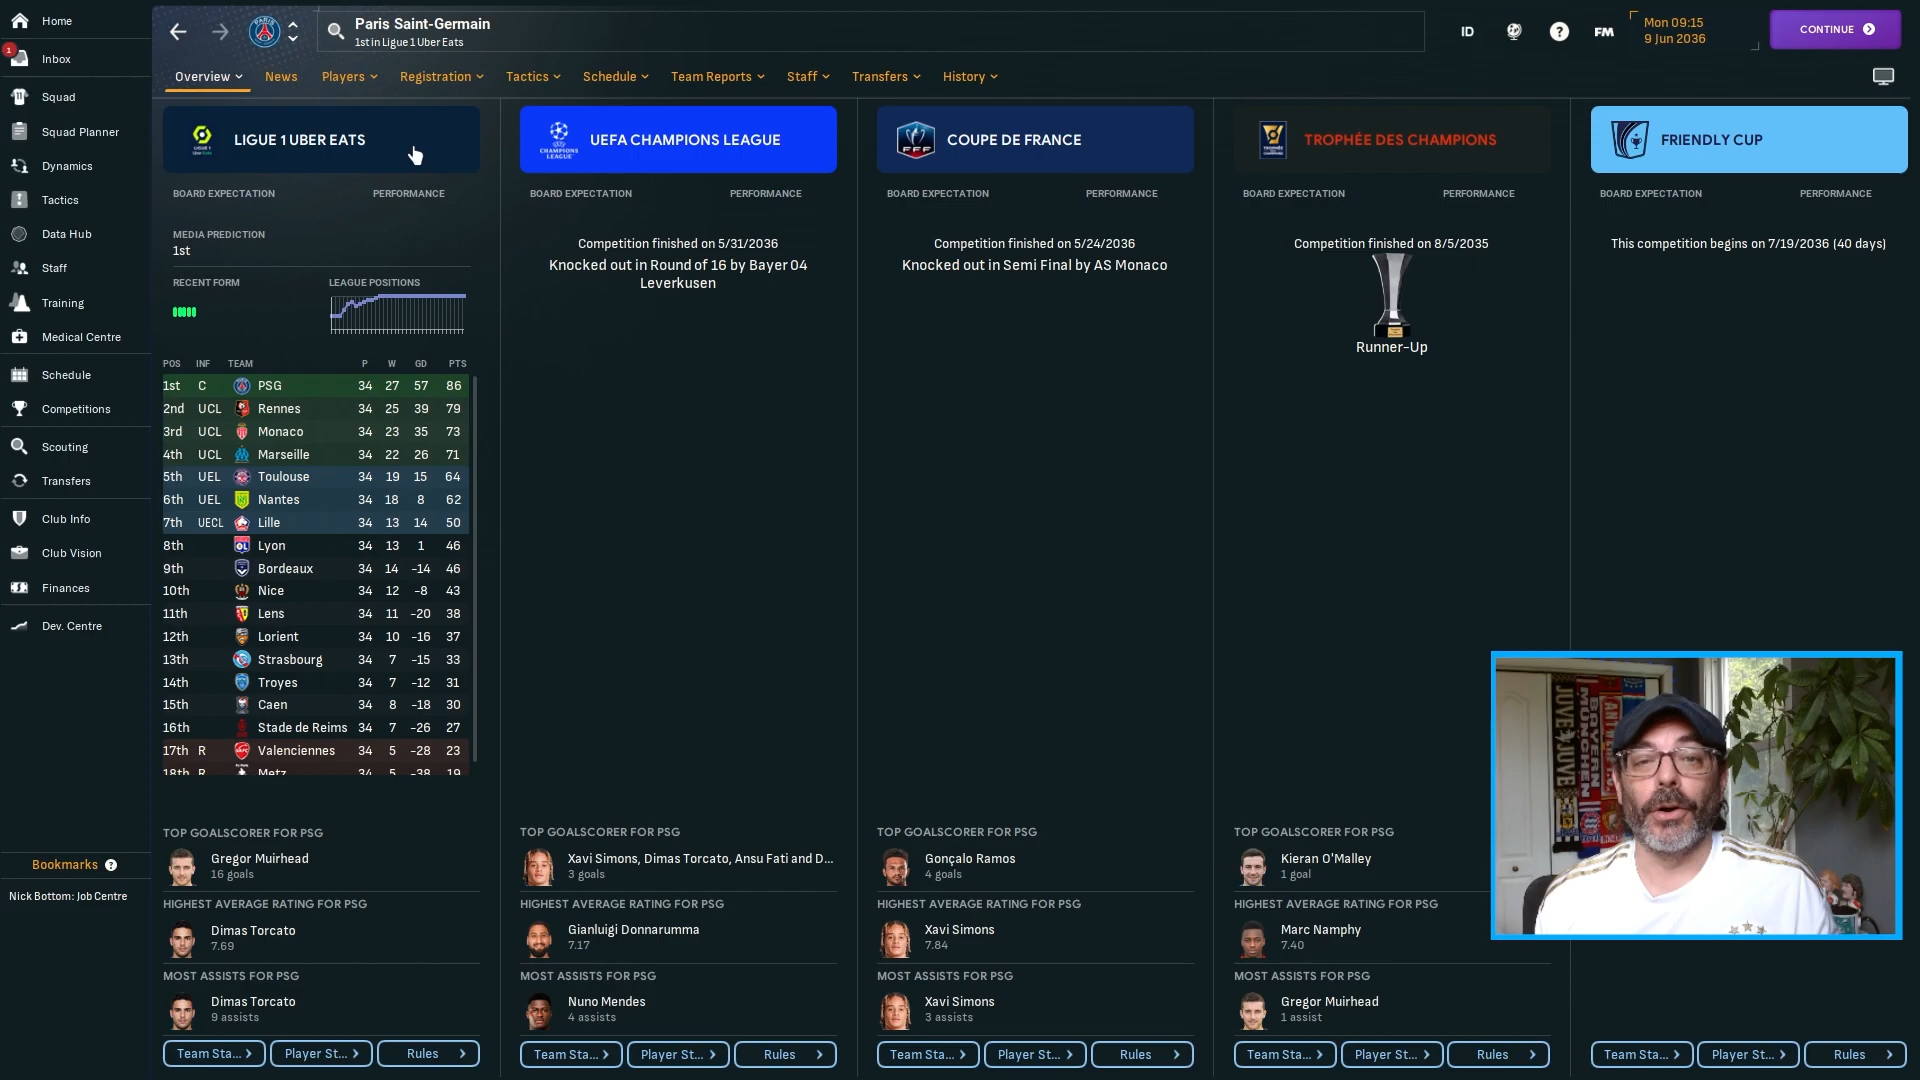 Home
1
Inbox
Squad
Squad Planner
Dynamics
Tactics
Data Hub
Staff
Training
Medical Centre
Schedule
Competitions
Scouting
Transfers
Club Info
Club Vision
Finances
Dev. Centre
Bookmarks ?
Nick Bottom: Job Centre
Paris Saint-Germain
1st in Ligue 1 Uber Eats
ID
?
FM
Mon 09:15
9 Jun 2036
CONTINUE
Overview
News
Players
Registration
Tactics
Schedule
Team Reports
Staff
Transfers
History
LIGUE 1 UBER EATS
BOARD EXPECTATION PERFORMANCE
MEDIA PREDICTION
1st
RECENT FORM LEAGUE POSITIONS
POS INF TEAM P W GD PTS
1st C PSG 34 27 57 86
2nd UCL Rennes 34 25 39 79
3rd UCL Monaco 34 23 35 73
4th UCL Marseille 34 22 26 71
5th UEL Toulouse 34 19 15 64
6th UEL Nantes 34 18 8 62
7th UECL Lille 34 13 14 50
8th Lyon 34 13 1 46
9th Bordeaux 34 14 -14 46
10th Nice 34 12 -8 43
11th Lens 34 11 -20 38
12th Lorient 34 10 -16 37
13th Strasbourg 34 7 -15 33
14th Troyes 34 7 -12 31
15th Caen 34 8 -18 30
16th Stade de Reims 34 7 -26 27
17th R Valenciennes 34 5 -28 23
18th R Metz 34 5 -38 19
TOP GOALSCORER FOR PSG
Gregor Muirhead
16 goals
HIGHEST AVERAGE RATING FOR PSG
Dimas Torcato
7.69
MOST ASSISTS FOR PSG
Dimas Torcato
9 assists
Team Sta... Player St... Rules
CHAMPIONS LEAGUE
UEFA CHAMPIONS LEAGUE
BOARD EXPECTATION PERFORMANCE
Competition finished on 5/31/2036
Knocked out in Round of 16 by Bayer 04
Leverkusen
TOP GOALSCORER FOR PSG
Xavi Simons, Dimas Torcato, Ansu Fati and D...
3 goals
HIGHEST AVERAGE RATING FOR PSG
Gianluigi Donnarumma
7.17
MOST ASSISTS FOR PSG
Nuno Mendes
4 assists
Team Sta... Player St... Rules
FFF
COUPE DE FRANCE
BOARD EXPECTATION PERFORMANCE
Competition finished on 5/24/2036
Knocked out in Semi Final by AS Monaco
TOP GOALSCORER FOR PSG
Gonçalo Ramos
4 goals
HIGHEST AVERAGE RATING FOR PSG
Xavi Simons
7.84
MOST ASSISTS FOR PSG
Xavi Simons
3 assists
Team Sta... Player St... Rules
TROPHÉE DES CHAMPIONS
BOARD EXPECTATION PERFORMANCE
Competition finished on 8/5/2035
Runner-Up
TOP GOALSCORER FOR PSG
Kieran O'Malley
1 goal
HIGHEST AVERAGE RATING FOR PSG
Marc Namphy
7.40
MOST ASSISTS FOR PSG
Gregor Muirhead
1 assist
Team Sta... Player St... Rules
FRIENDLY CUP
BOARD EXPECTATION PERFORMANCE
This competition begins on 7/19/2036 (40 days)
JUVE JUVE
BAYERN
MÜNCHEN
Team Sta... Player St... Rules